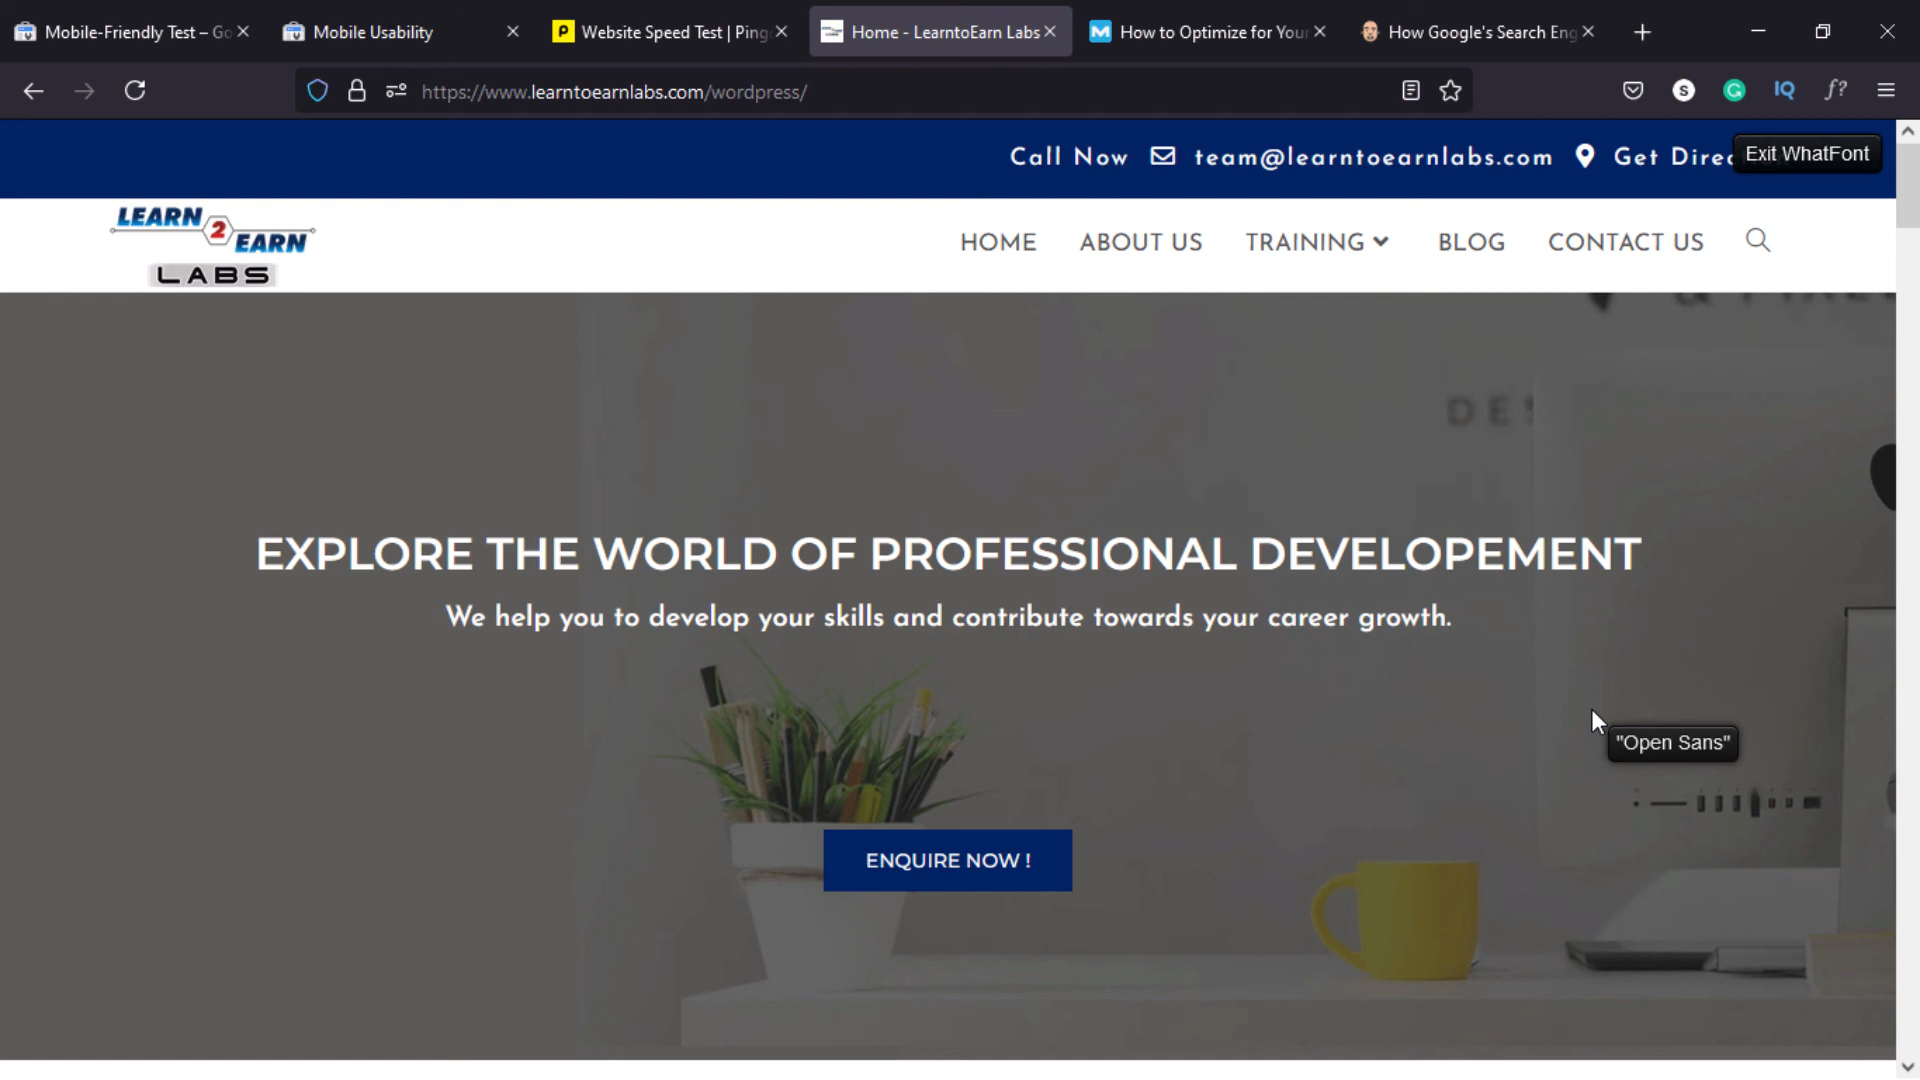 Mobile-Friendly Test – Go
Mobile Usability
Website Speed Test | Ping
Home - LearntoEarn Labs
How to Optimize for Your
How Google's Search Eng
https://www.learntoearnlabs.com/wordpress/
S
G
IQ
f?
Call Now team@learntoearnlabs.com Get Direc
Exit WhatFont
LEARN 2 EARN
LABS
HOME ABOUT US TRAINING BLOG CONTACT US
DES
EXPLORE THE WORLD OF PROFESSIONAL DEVELOPEMENT
We help you to develop your skills and contribute towards your career growth.
"Open Sans"
ENQUIRE NOW !